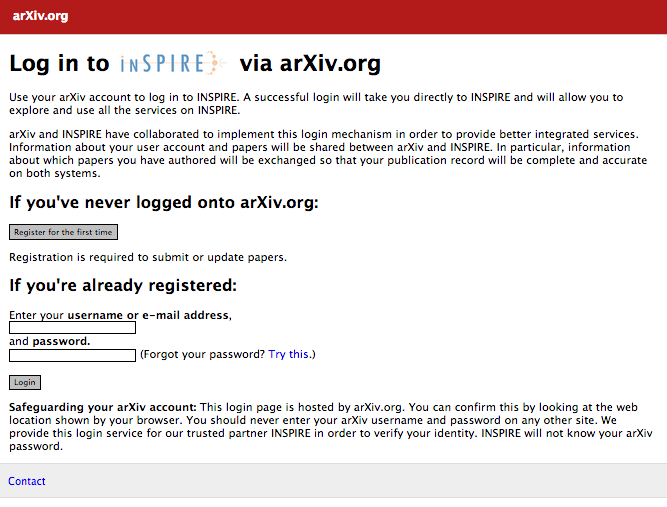 arXiv.org
Log in to INSPIRE via arXiv.org
Use your arXiv account to log in to INSPIRE. A successful login will take you directly to INSPIRE and will allow you to
explore and use all the services on INSPIRE.
arXiv and INSPIRE have collaborated to implement this login mechanism in order to provide better integrated services.
Information about your user account and papers will be shared between arXiv and INSPIRE. In particular, information
about which papers you have authored will be exchanged so that your publication record will be complete and accurate
on both systems.
If you've never logged onto arXiv.org:
Register for the first time
Registration is required to submit or update papers.
If you're already registered:
Enter your username or e-mail address,
and password.
(Forgot your password? Try this.)
Login
Safeguarding your arXiv account: This login page is hosted by arXiv.org. You can confirm this by looking at the web
location shown by your browser. You should never enter your arXiv username and password on any other site. We
provide this login service for our trusted partner INSPIRE in order to verify your identity. INSPIRE will not know your arXiv
password.
Contact